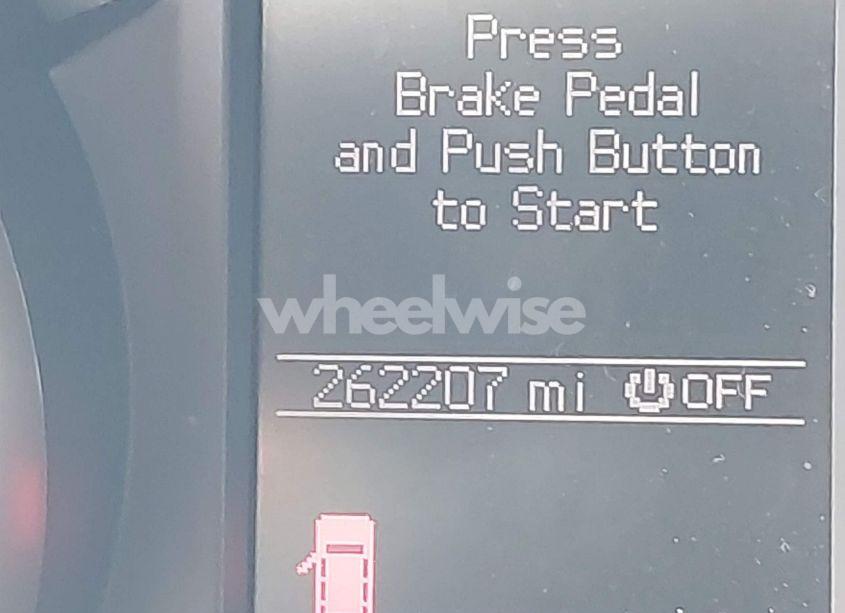 Press
Brake Pedal
and Push Button
to Start
wheelwise
262207 mi OFF